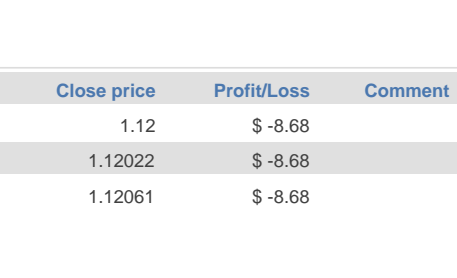 Close price Profit/Loss Comment
1.12 $ -8.68
1.12022 $ -8.68
1.12061 $ -8.68